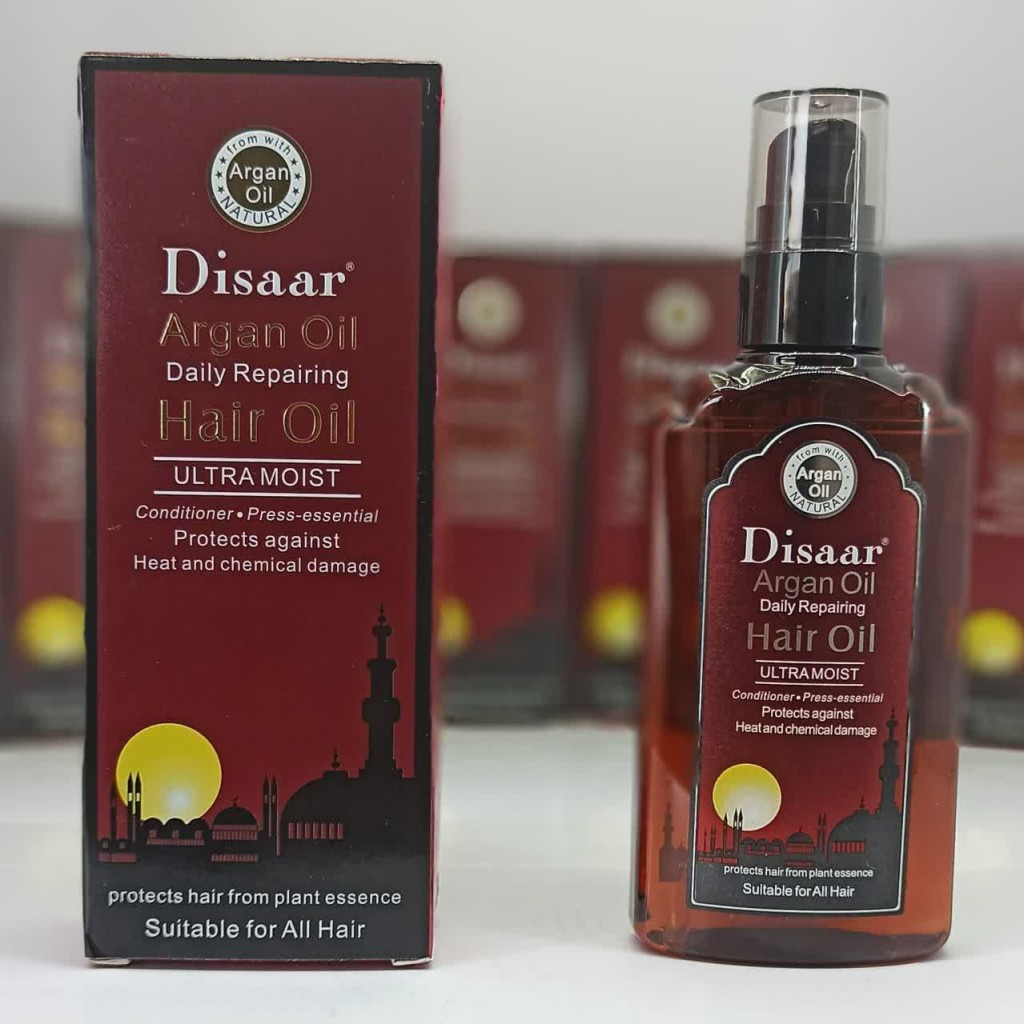 from with
Argan
Oil
NATURAL
Disaar®
Argan Oil
Daily Repairing
Hair Oil
ULTRA MOIST
Conditioner • Press-essential
Protects against
Heat and chemical damage
protects hair from plant essence
Suitable for All Hair
from with
Argan
Oil
NATURAL
Disaar®
Argan Oil
Daily Repairing
Hair Oil
ULTRA MOIST
Conditioner • Press-essential
Protects against
Heat and chemical damage
protects hair from plant essence
Suitable for All Hair